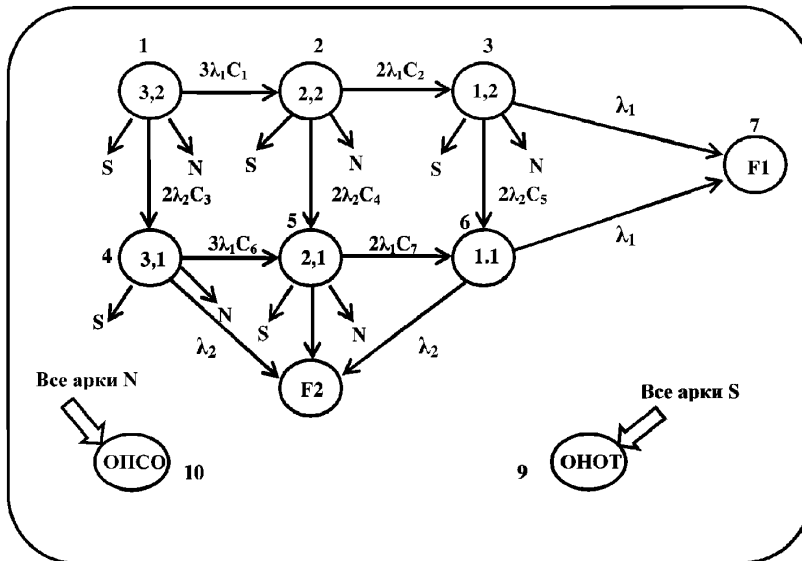 1 2 3
3λ₁C₁ 2λ₁C₂
3,2 2,2 1,2
λ₁
7
S N S N S N
F1
2λ₂C₃ 2λ₂C₄ 2λ₂C₅
5 6
λ₁
4 3,1 3λ₁C₆ 2,1 2λ₁C₇ 1.1
S N S N
λ₂ λ₂
Все арки N
F2
Все арки S
ОПСО 10 9 ОНОТ